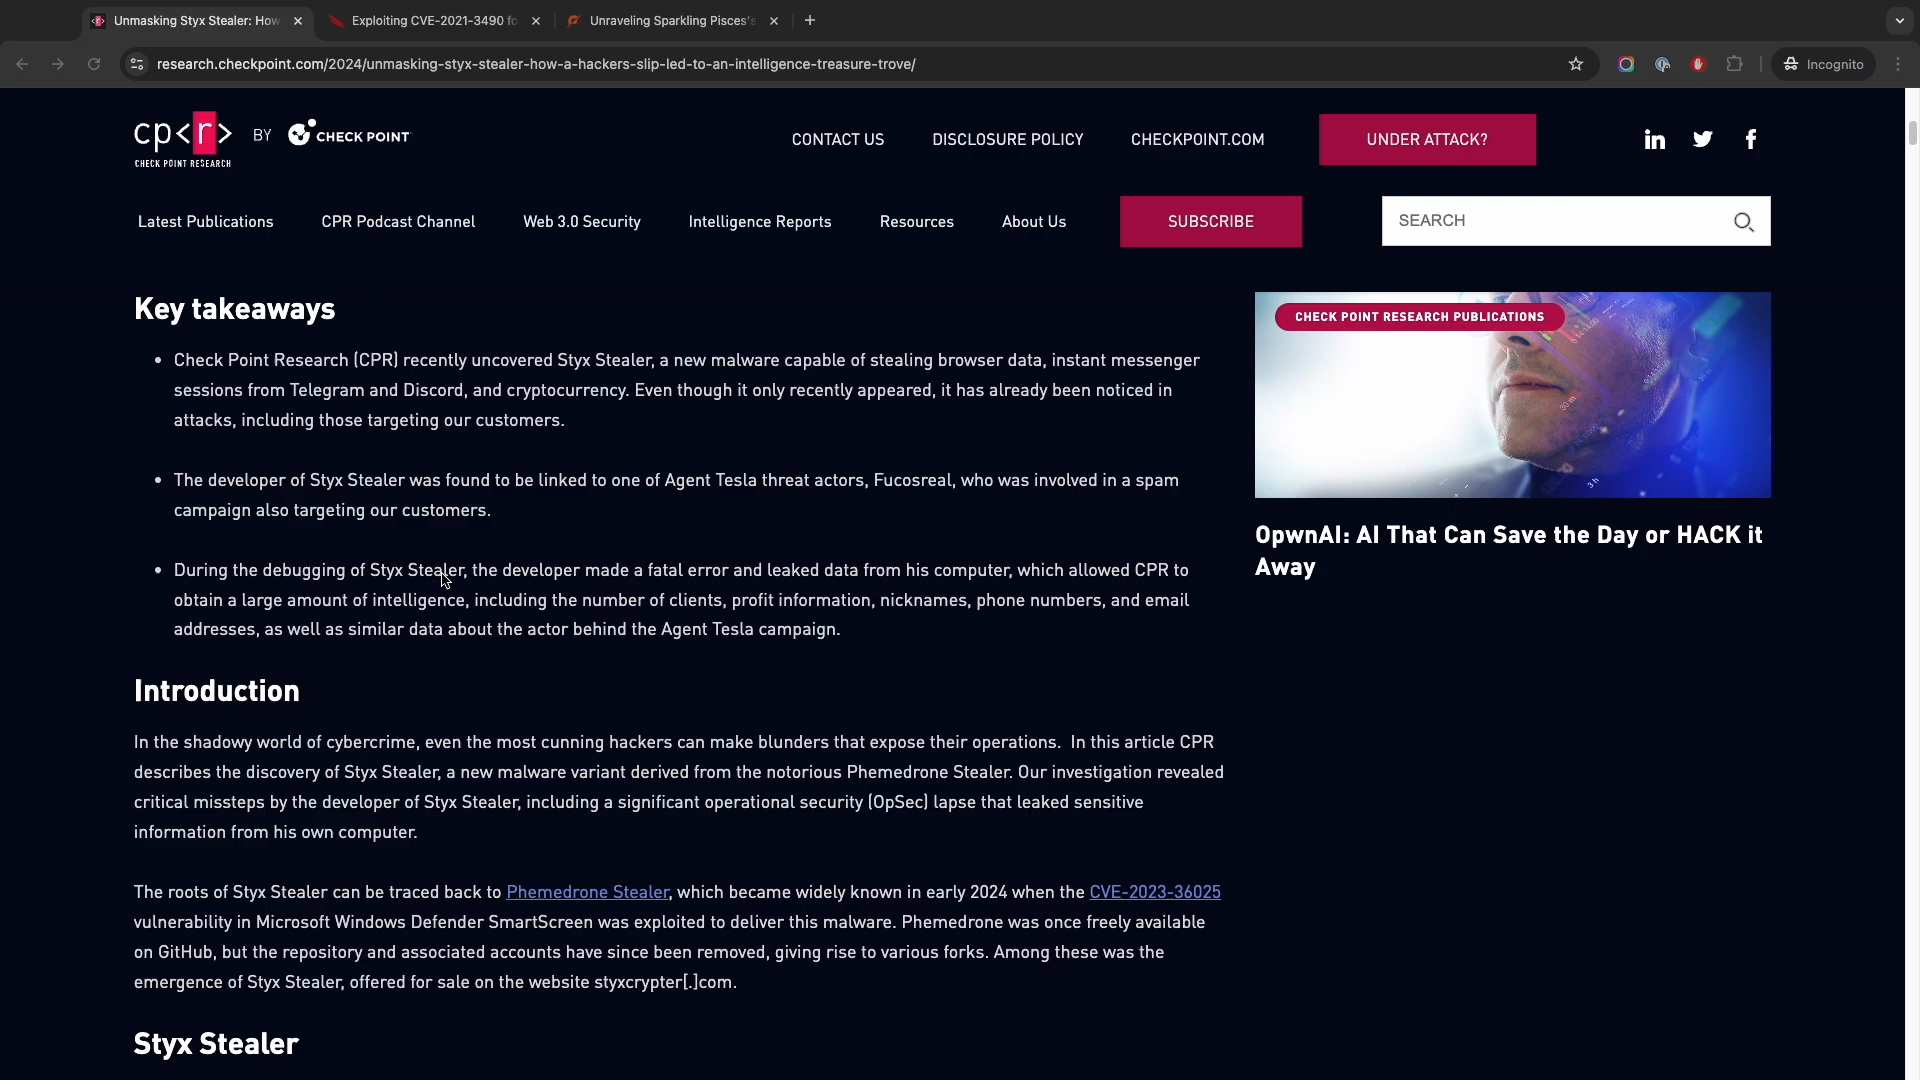 Unmasking Styx Stealer: How
Exploiting CVE-2021-3490 fo
Unraveling Sparkling Pisces's
research.checkpoint.com/2024/unmasking-styx-stealer-how-a-hackers-slip-led-to-an-intelligence-treasure-trove/
Incognito
cp<r> BY CHECK POINT
CHECK POINT RESEARCH
CONTACT US DISCLOSURE POLICY CHECKPOINT.COM UNDER ATTACK?
Latest Publications CPR Podcast Channel Web 3.0 Security Intelligence Reports Resources About Us SUBSCRIBE SEARCH
Key takeaways
• Check Point Research (CPR) recently uncovered Styx Stealer, a new malware capable of stealing browser data, instant messenger
sessions from Telegram and Discord, and cryptocurrency. Even though it only recently appeared, it has already been noticed in
attacks, including those targeting our customers.
• The developer of Styx Stealer was found to be linked to one of Agent Tesla threat actors, Fucosreal, who was involved in a spam
campaign also targeting our customers.
• During the debugging of Styx Stealer, the developer made a fatal error and leaked data from his computer, which allowed CPR to
obtain a large amount of intelligence, including the number of clients, profit information, nicknames, phone numbers, and email
addresses, as well as similar data about the actor behind the Agent Tesla campaign.
Introduction
In the shadowy world of cybercrime, even the most cunning hackers can make blunders that expose their operations. In this article CPR
describes the discovery of Styx Stealer, a new malware variant derived from the notorious Phemedrone Stealer. Our investigation revealed
critical missteps by the developer of Styx Stealer, including a significant operational security (OpSec) lapse that leaked sensitive
information from his own computer.
The roots of Styx Stealer can be traced back to Phemedrone Stealer, which became widely known in early 2024 when the CVE-2023-36025
vulnerability in Microsoft Windows Defender SmartScreen was exploited to deliver this malware. Phemedrone was once freely available
on GitHub, but the repository and associated accounts have since been removed, giving rise to various forks. Among these was the
emergence of Styx Stealer, offered for sale on the website styxcrypter[.]com.
Styx Stealer
CHECK POINT RESEARCH PUBLICATIONS
30 m
3 h
OpwnAI: AI That Can Save the Day or HACK it
Away